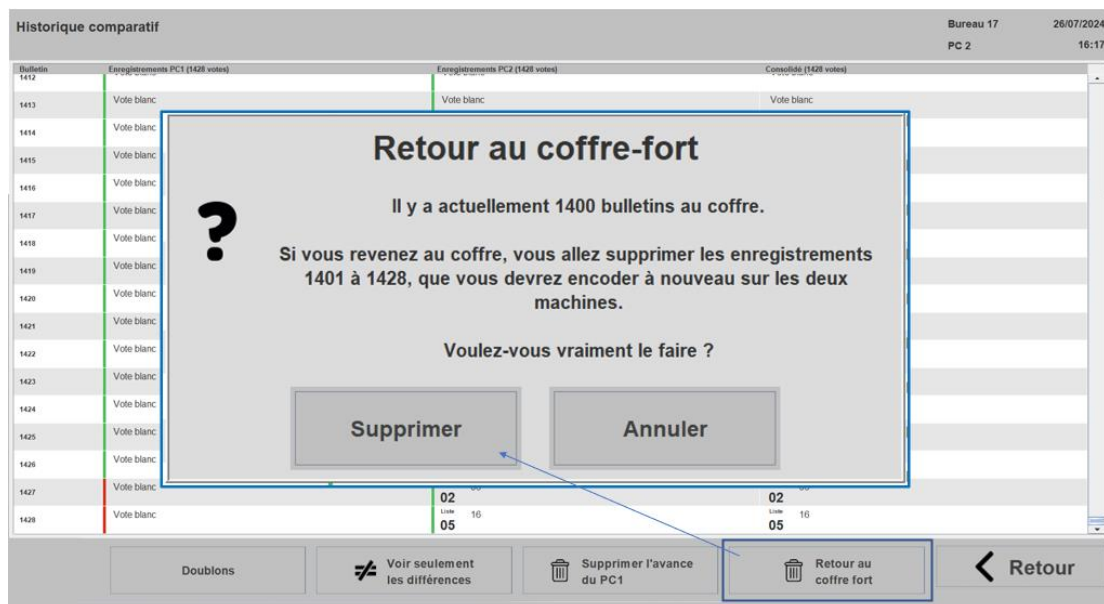 Historique comparatif
Bureau 17 26/07/2024
PC 2 16:17
Bulletin Enregistrements PC1 (1428 votes) Enregistrements PC2 (1428 votes) Consolidé (1428 votes)
1412 Vote blanc Vote blanc Vote blanc
1413 Vote blanc Vote blanc Vote blanc
1414 Vote blanc
1415 Vote blanc
1416 Vote blanc
1417 Vote blanc
1418 Vote blanc
1419 Vote blanc
1420 Vote blanc
1421 Vote blanc
1422 Vote blanc
1423 Vote blanc
1424 Vote blanc
1425 Vote blanc
1426 Vote blanc
1427 Vote blanc 02 02
1428 Vote blanc Liste 05 16 Liste 05 16
Retour au coffre-fort
?
Il y a actuellement 1400 bulletins au coffre.
Si vous revenez au coffre, vous allez supprimer les enregistrements
1401 à 1428, que vous devrez encoder à nouveau sur les deux
machines.
Voulez-vous vraiment le faire ?
Supprimer Annuler
Doublons
Voir seulement
les différences
Supprimer l'avance
du PC1
Retour au
coffre fort
Retour